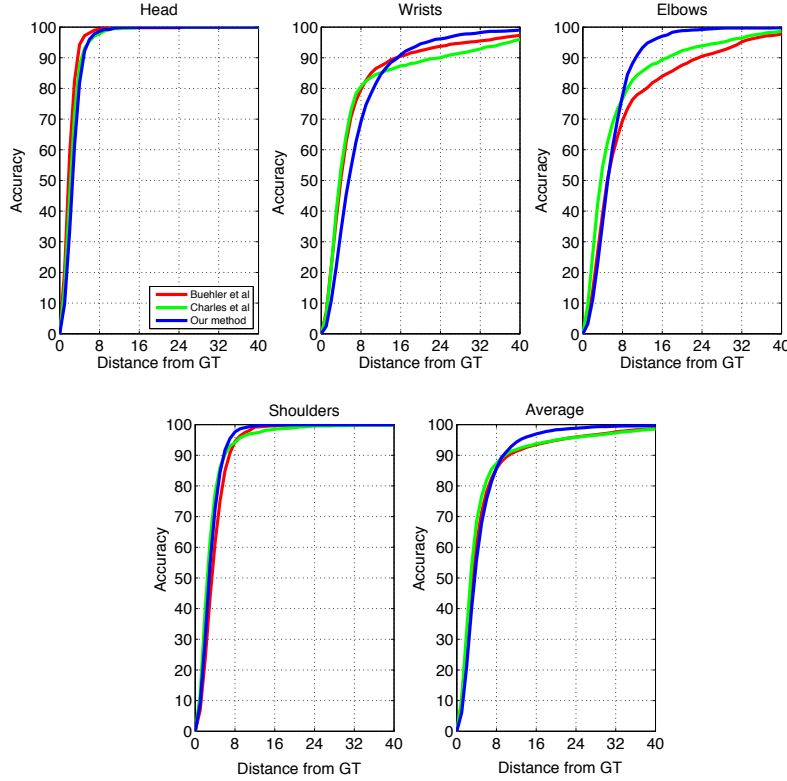 Head
Wrists
Elbows
100
90
80
70
60
50
40
30
20
10
0
Accuracy
0 8 16 24 32 40
Distance from GT
Buehler et al
Charles et al
Our method
100
90
80
70
60
50
40
30
20
10
0
Accuracy
0 8 16 24 32 40
Distance from GT
100
90
80
70
60
50
40
30
20
10
0
Accuracy
0 8 16 24 32 40
Distance from GT
Shoulders
Average
100
90
80
70
60
50
40
30
20
10
0
Accuracy
0 8 16 24 32 40
Distance from GT
100
90
80
70
60
50
40
30
20
10
0
Accuracy
0 8 16 24 32 40
Distance from GT